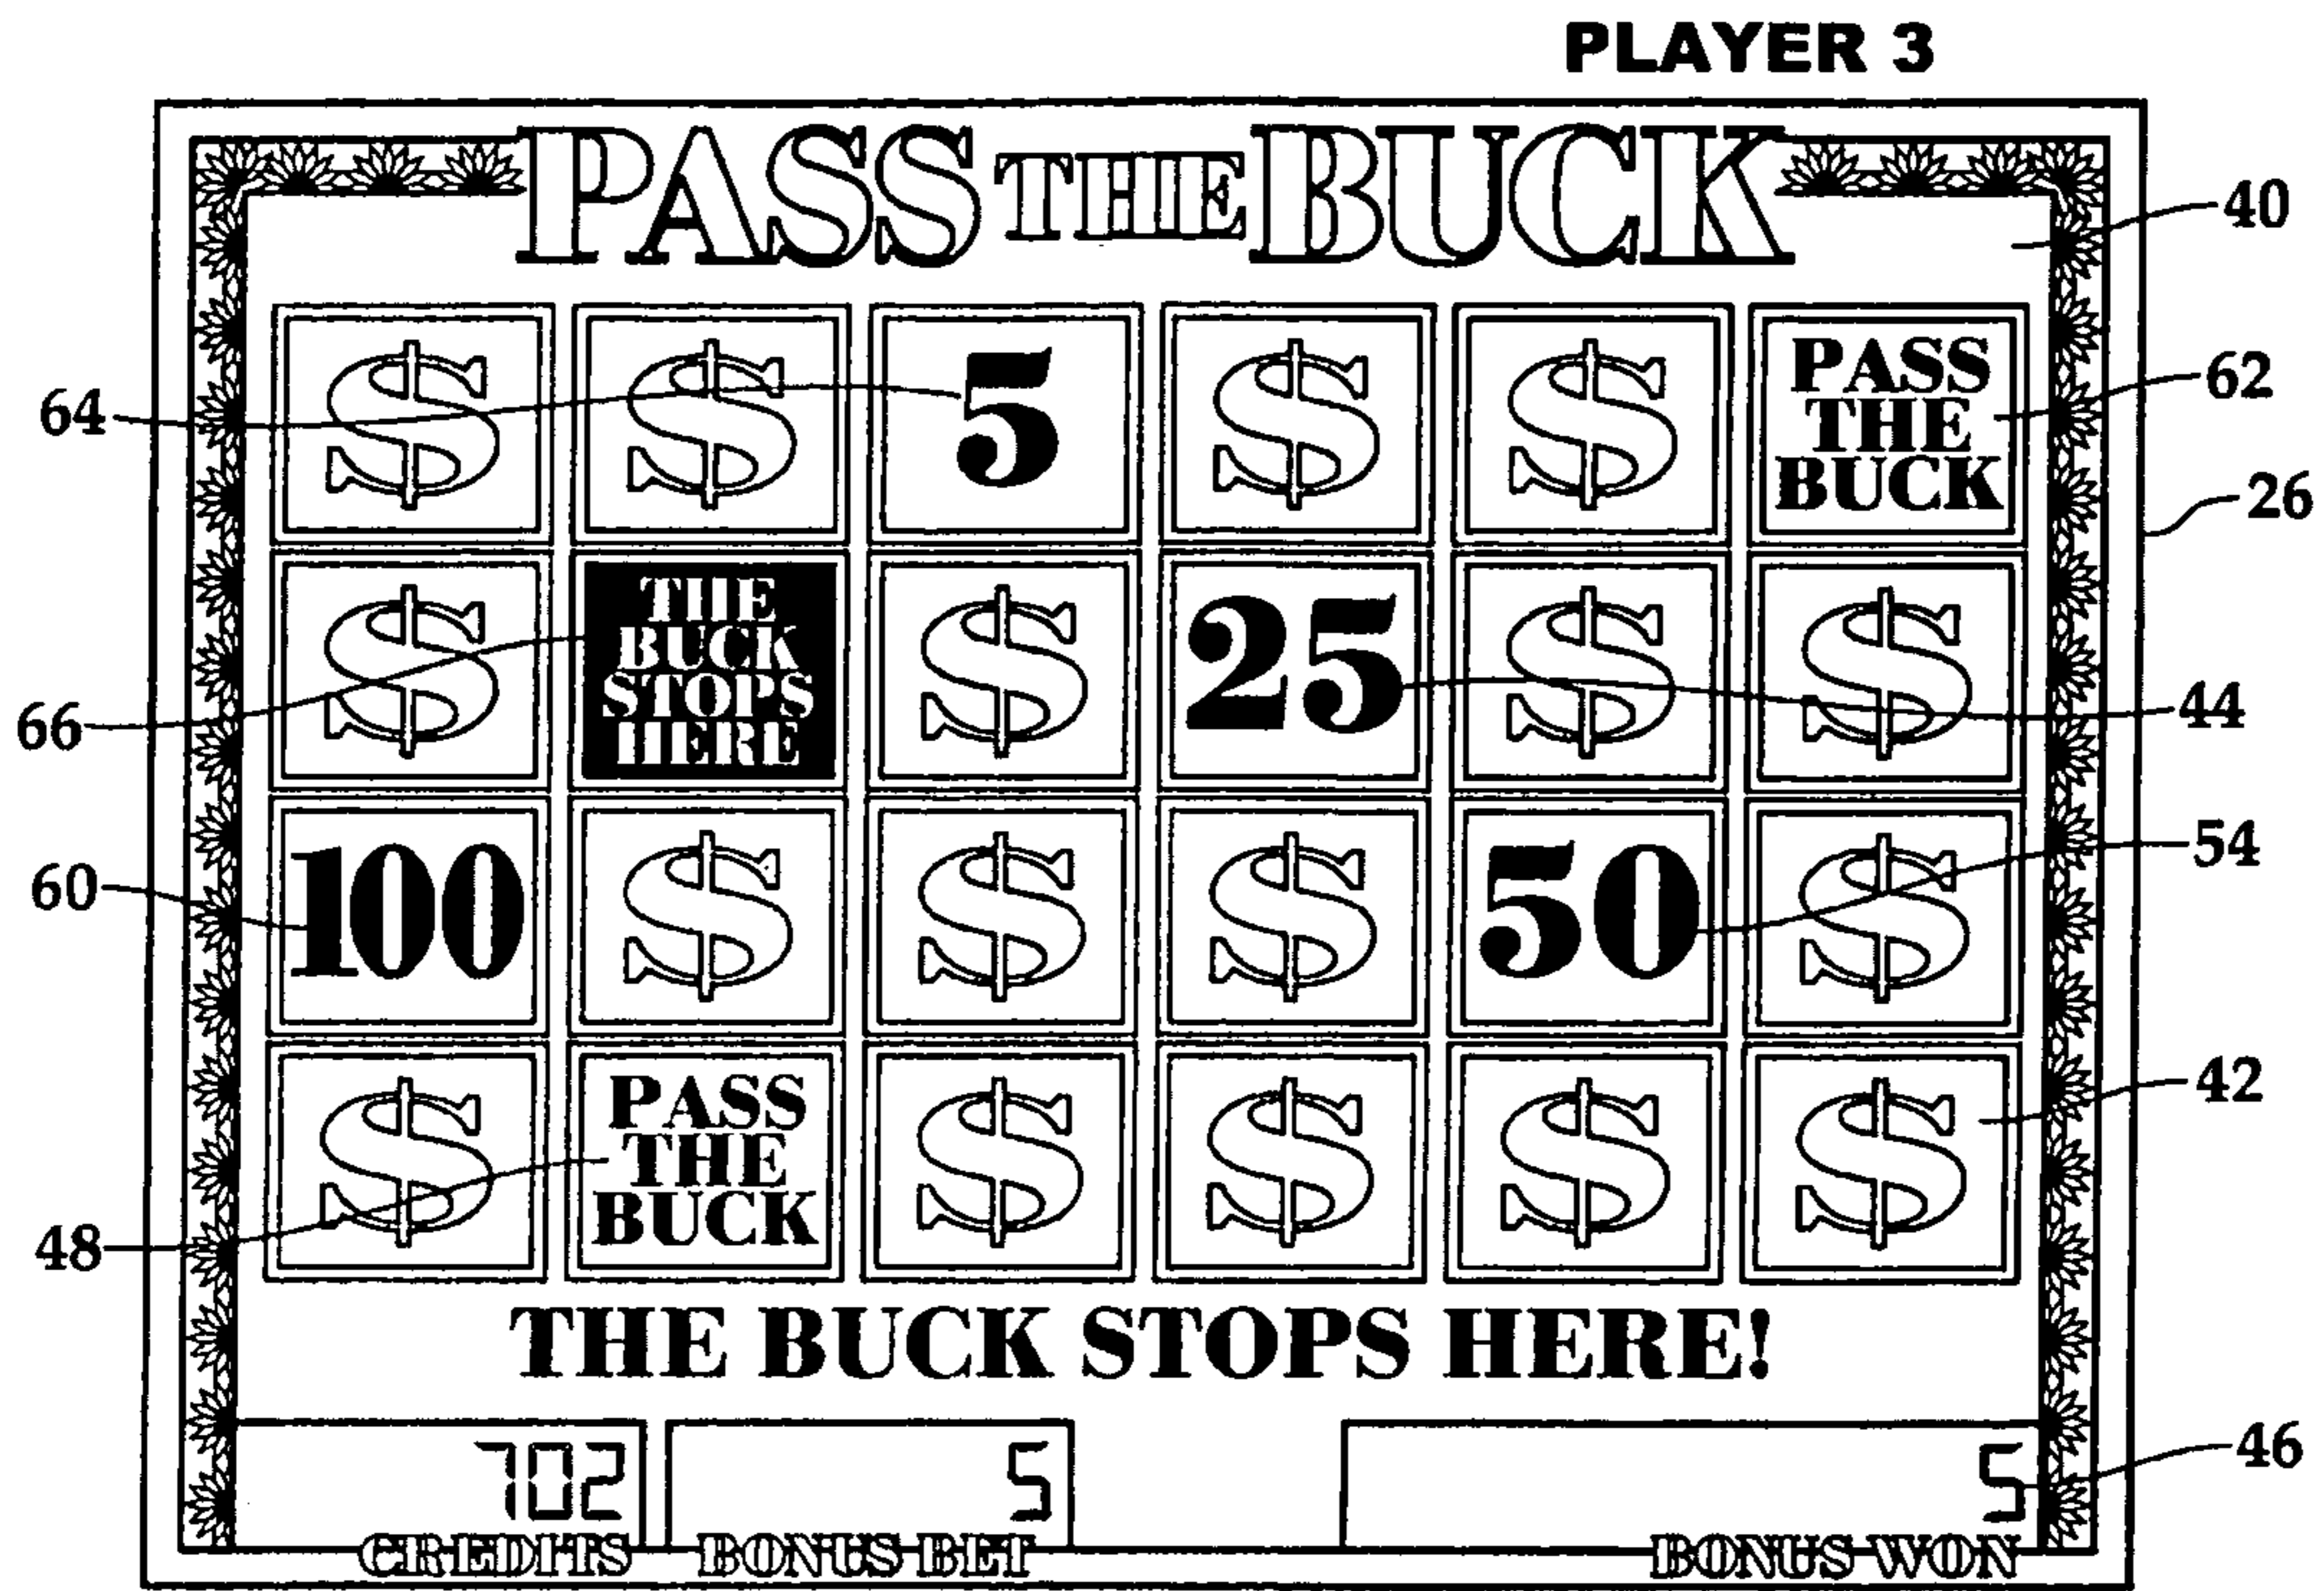 PLAYER 3
PASS THE BUCK
40
$ $ 5 $ $ PASS THE BUCK
64
62
26
$ THE BUCK STOPS HERE $ 25 $ $
66
44
100 $ $ $ 50 $
60
54
$ PASS THE BUCK $ $ $ $
42
48
THE BUCK STOPS HERE!
702 5 5
46
CREDITS BONUS BET BONUS WON